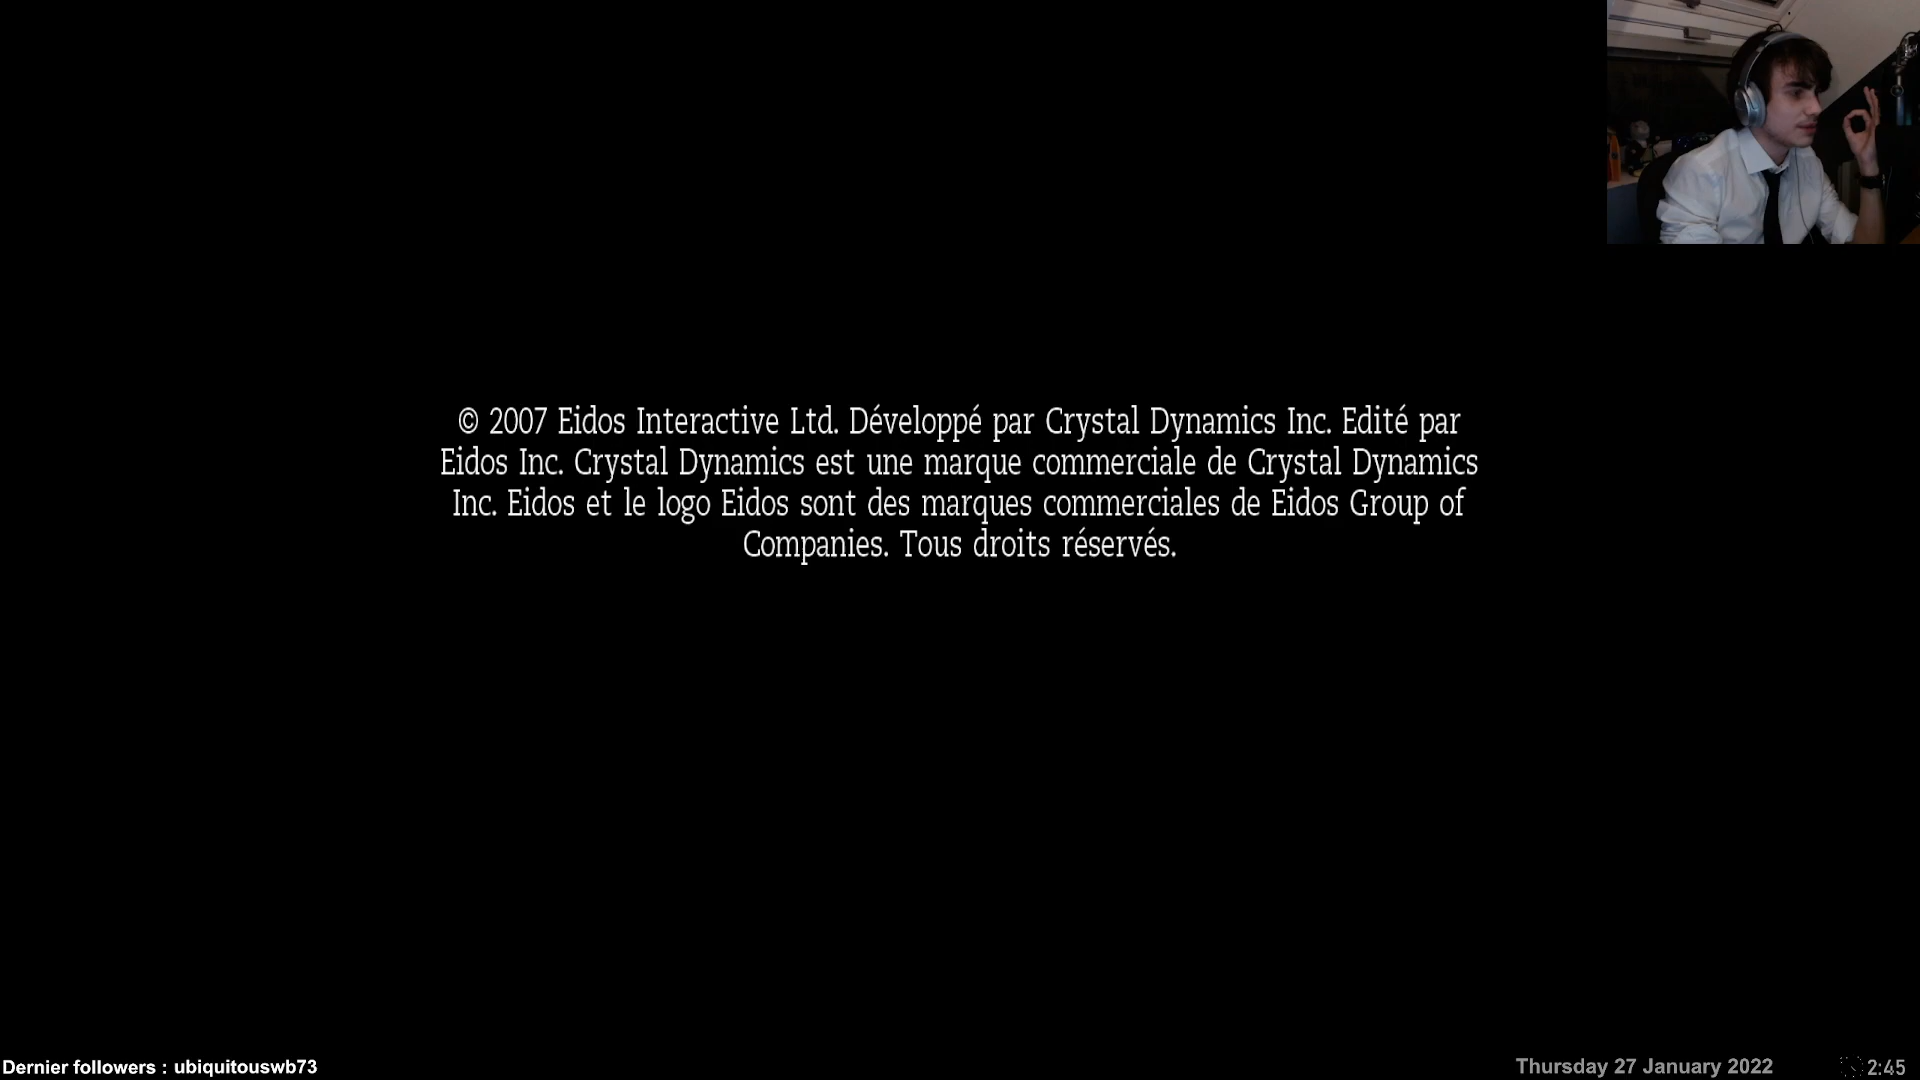 © 2007 Eidos Interactive Ltd. Développé par Crystal Dynamics Inc. Edité par
Eidos Inc. Crystal Dynamics est une marque commerciale de Crystal Dynamics
Inc. Eidos et le logo Eidos sont des marques commerciales de Eidos Group of
Companies. Tous droits réservés.
Dernier followers : ubiquitouswb73
Thursday 27 January 2022
2:45